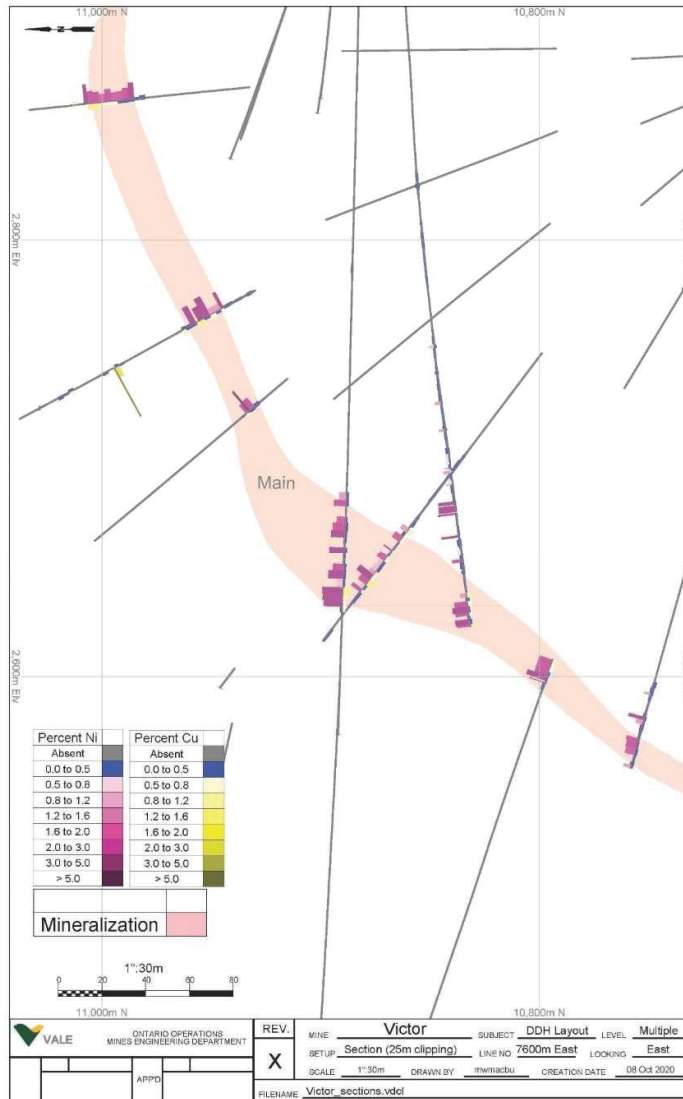 11,000m N
10,800m N
N
2,800m Elv
Main
2,600m Elv
Percent Ni
Percent Cu
Absent
Absent
0.0 to 0.5
0.0 to 0.5
0.5 to 0.8
0.5 to 0.8
0.8 to 1.2
0.8 to 1.2
1.2 to 1.6
1.2 to 1.6
1.6 to 2.0
1.6 to 2.0
2.0 to 3.0
2.0 to 3.0
3.0 to 5.0
3.0 to 5.0
> 5.0
> 5.0
Mineralization
1":30m
0 20 40 60 80
11,000m N
10,800m N
VALE
ONTARIO OPERATIONS
MINES ENGINEERING DEPARTMENT
APP'D
REV.
X
MINE Victor SUBJECT DDH Layout LEVEL Multiple
SETUP Section (25m clipping) LINE NO 7600m East LOOKING East
SCALE 1":30m DRAWN BY mwmacbu CREATION DATE 08 Oct 2020
FILENAME Victor_sections.vdcl